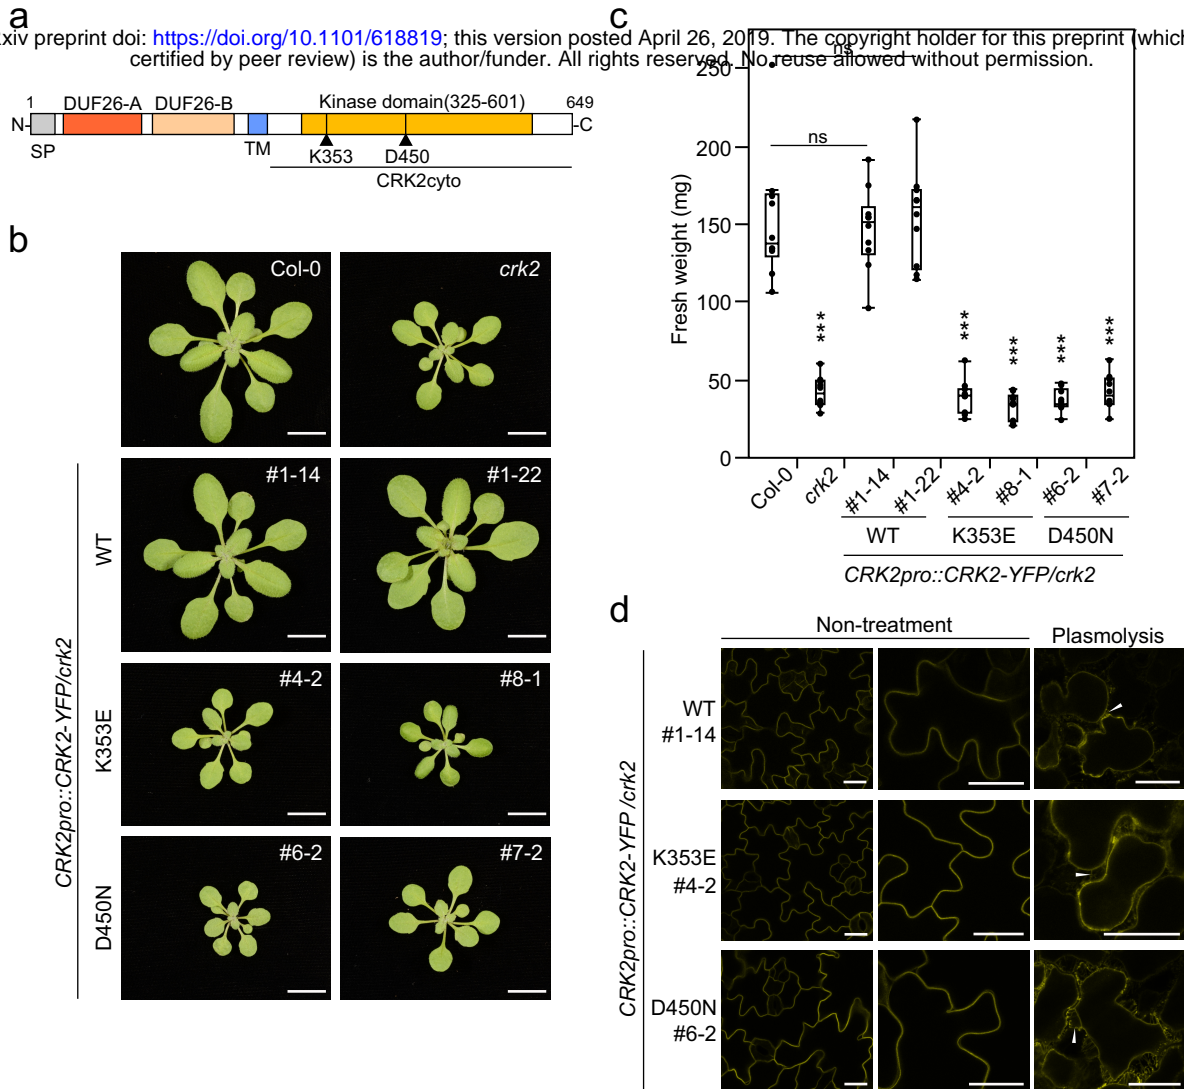 a
c
xiv preprint doi: https://doi.org/10.1101/618819; this version posted April 26, 2019. The copyright holder for this preprint (which
certified by peer review) is the author/funder. All rights reserved. No reuse allowed without permission.
1
DUF26-A
DUF26-B
Kinase domain(325-601)
649
N-
-C
SP
TM
K353
D450
CRK2cyto
b
Col-0
crk2
#1-14
#1-22
WT
#4-2
#8-1
K353E
#6-2
#7-2
D450N
CRK2pro::CRK2-YFP/crk2
ns
ns
250
200
150
100
50
0
Fresh weight (mg)
***
***
***
***
***
Col-0
crk2
#1-14
#1-22
#4-2
#8-1
#6-2
#7-2
WT
K353E
D450N
CRK2pro::CRK2-YFP/crk2
d
Non-treatment
Plasmolysis
WT
#1-14
K353E
#4-2
D450N
#6-2
CRK2pro::CRK2-YFP /crk2